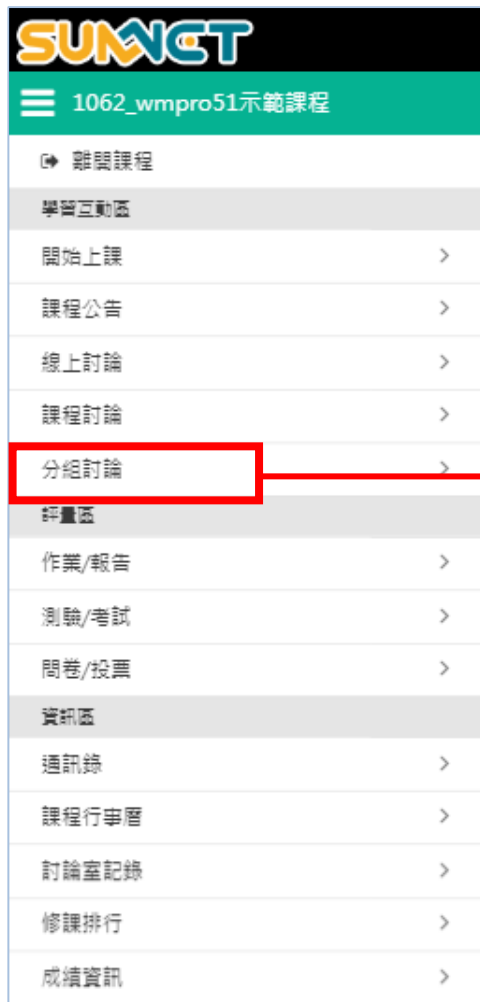 SUNNET
1062_wmpro51示範課程
離開課程
學習互動區
開始上課
課程公告
線上討論
課程討論
分組討論
評量區
作業/報告
測驗/考試
問卷/投票
資訊區
通訊錄
課程行事曆
討論室記錄
修課排行
成績資訊